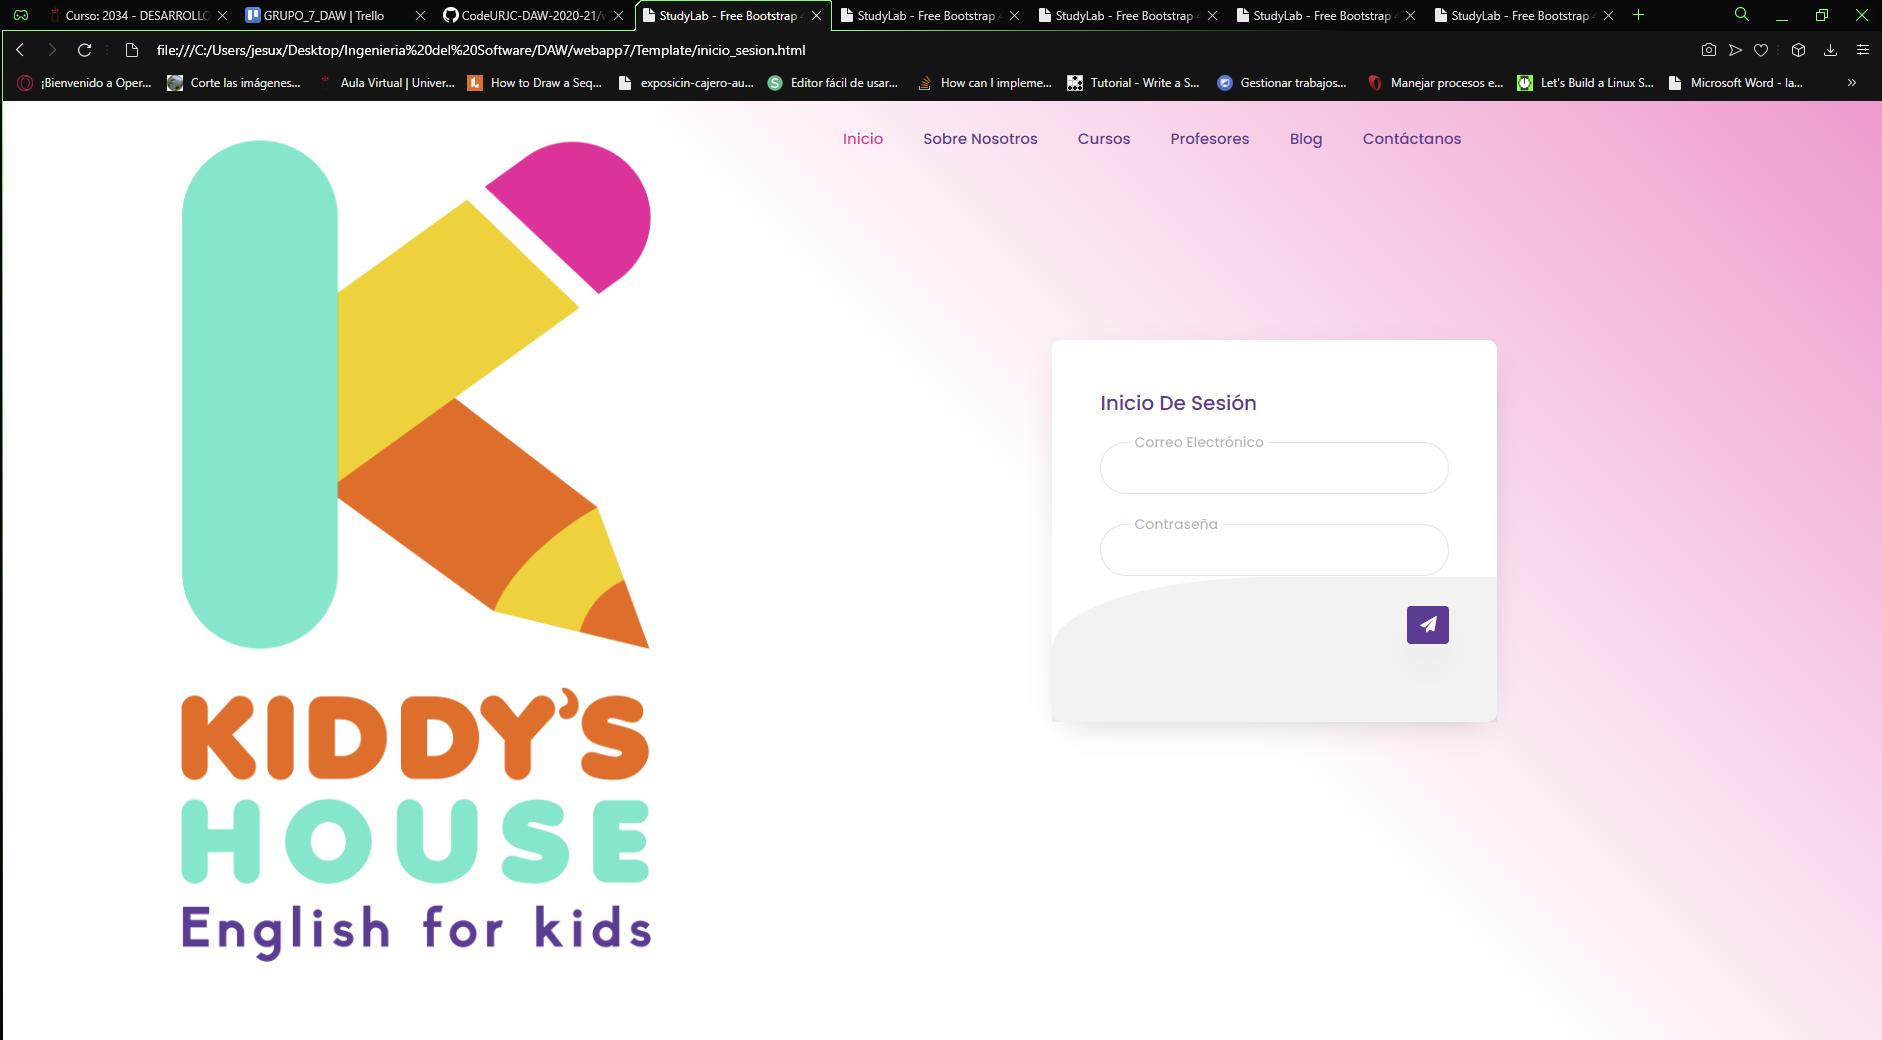 Curso: 2034 - DESARROLLO
GRUPO_7_DAW | Trello
CodeURJC-DAW-2020-21/
StudyLab - Free Bootstrap
StudyLab - Free Bootstrap
StudyLab - Free Bootstrap
StudyLab - Free Bootstrap
StudyLab - Free Bootstrap
file:///C:/Users/jesux/Desktop/Ingenieria%20del%20Software/DAW/webapp7/Template/inicio_sesion.html
¡Bienvenido a Oper...
Corte las imágenes...
Aula Virtual | Univer...
How to Draw a Seq...
exposicin-cajero-au...
Editor fácil de usar...
How can I impleme...
Tutorial - Write a S...
Gestionar trabajos...
Manejar procesos e...
Let's Build a Linux S...
Microsoft Word - la...
Inicio
Sobre Nosotros
Cursos
Profesores
Blog
Contáctanos
KIDDY'S
HOUSE
English for kids
Inicio De Sesión
Correo Electrónico
Contraseña